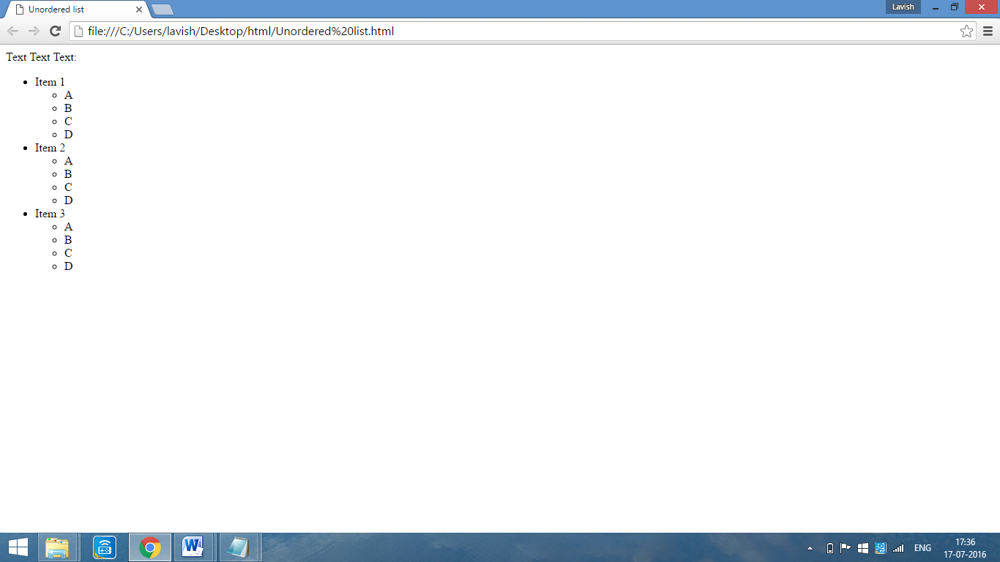 Unordered list
Lavish
file:///C:/Users/lavish/Desktop/html/Unordered%20list.html
Text Text Text:
Item 1
A
B
C
D
Item 2
A
B
C
D
Item 3
A
B
C
D
ENG
17:36
17-07-2016